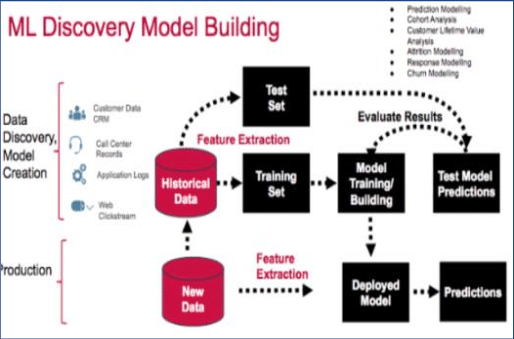 ML Discovery Model Building
• Prediction Modelling
• Cohort Analysis
• Customer Lifetime Value
Analysis
• Attrition Modelling
• Response Modelling
• Churn Modelling
Data
Discovery,
Model
Creation
Customer Data
CRM
Call Center
Records
Application Logs
Web
Clickstream
Test
Set
Feature Extraction
Evaluate Results
Historical
Data
Training
Set
Model
Training/
Building
Test Model
Predictions
Production
New
Data
Feature
Extraction
Deployed
Model
Predictions